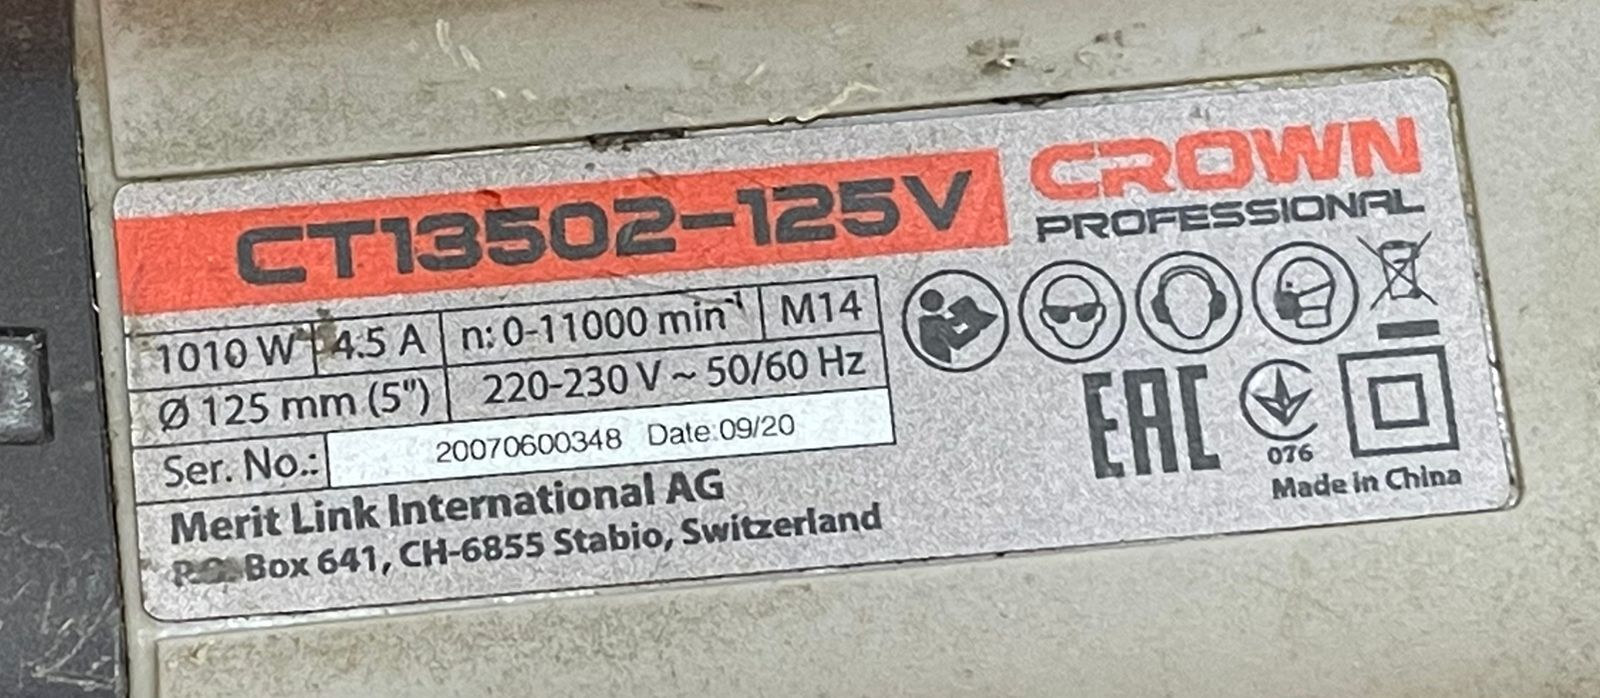 CT13502-125V
CROWN
PROFESSIONAL
1010 W 4.5 A n: 0-11000 min⁻¹ M14
Ø 125 mm (5") 220-230 V ~ 50/60 Hz
Ser. No.: 20070600348 Date:09/20
Merit Link International AG
P.O. Box 641, CH-6855 Stabio, Switzerland
EAC
076
Made in China